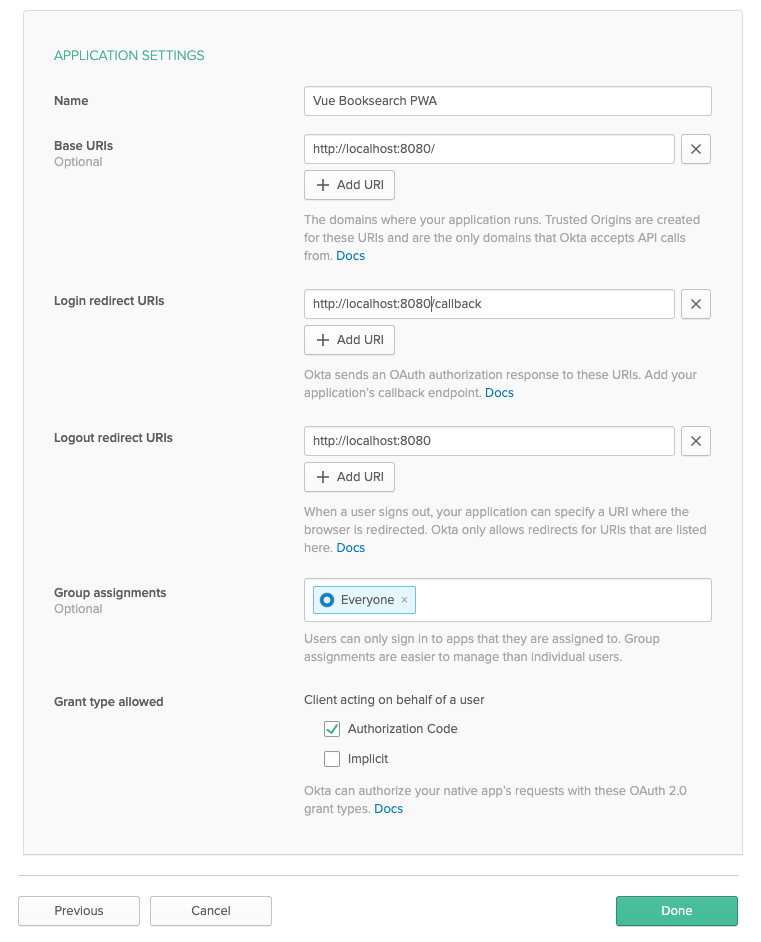 APPLICATION SETTINGS
Name
Vue Booksearch PWA
Base URIs
Optional
http://localhost:8080/
Add URI
The domains where your application runs. Trusted Origins are created
for these URIs and are the only domains that Okta accepts API calls
from. Docs
Login redirect URIs
http://localhost:8080/callback
Add URI
Okta sends an OAuth authorization response to these URIs. Add your
application's callback endpoint. Docs
Logout redirect URIs
http://localhost:8080
Add URI
When a user signs out, your application can specify a URI where the
browser is redirected. Okta only allows redirects for URIs that are listed
here. Docs
Group assignments
Optional
Everyone ×
Users can only sign in to apps that they are assigned to. Group
assignments are easier to manage than individual users.
Grant type allowed
Client acting on behalf of a user
Authorization Code
Implicit
Okta can authorize your native app's requests with these OAuth 2.0
grant types. Docs
Previous
Cancel
Done